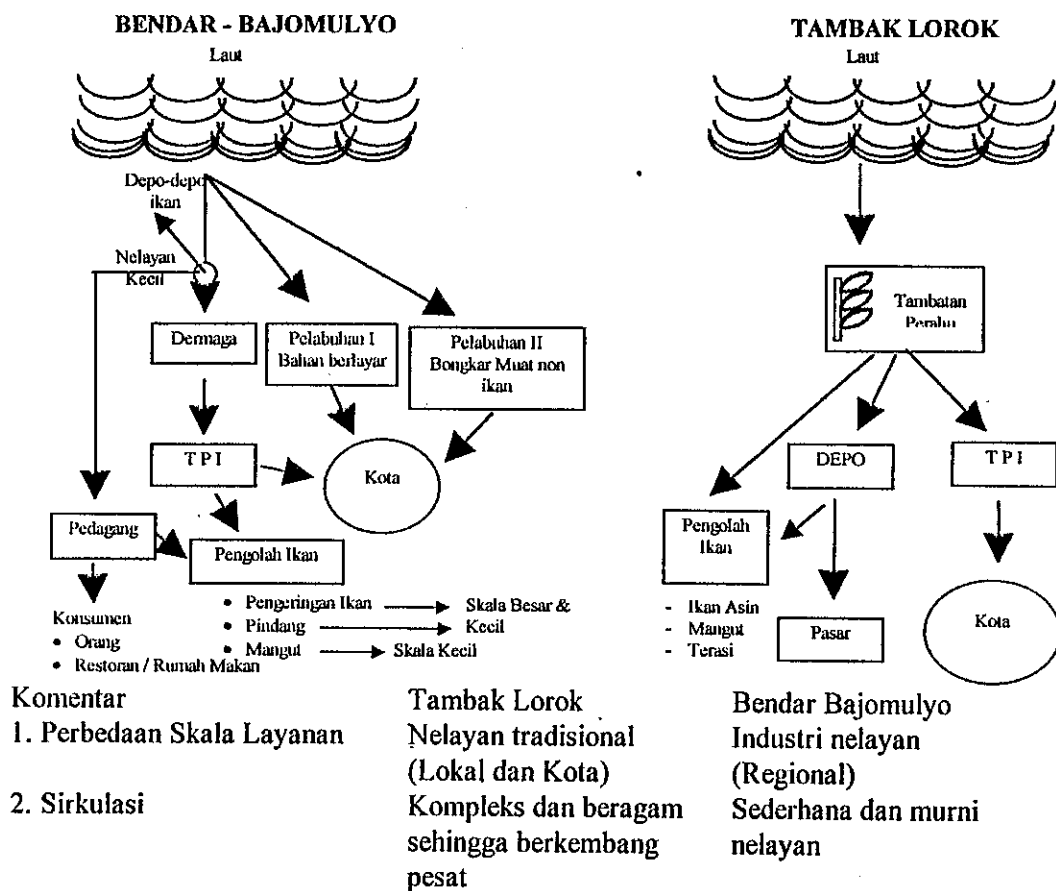 BENDAR - BAJOMULYO
Laut
Depo-depo
ikan
Nelayan
Kecil
Dermaga
Pelabuhan I
Bahan berlayar
Pelabuhan II
Bongkar Muat non
ikan
T P I
Kota
Pedagang
Pengolah Ikan
Konsumen
• Orang
• Restoran / Rumah Makan
• Pengeringan Ikan
• Pindang
• Mangut
Skala Besar &
Kecil
Skala Kecil
TAMBAK LOROK
Laut
Tambatan
Perahu
DEPO
T P I
Pengolah
Ikan
- Ikan Asin
- Mangut
- Terasi
Pasar
Kota
Komentar
Tambak Lorok
Bendar Bajomulyo
1. Perbedaan Skala Layanan
Nelayan tradisional
(Lokal dan Kota)
Industri nelayan
(Regional)
2. Sirkulasi
Kompleks dan beragam
sehingga berkembang
pesat
Sederhana dan murni
nelayan